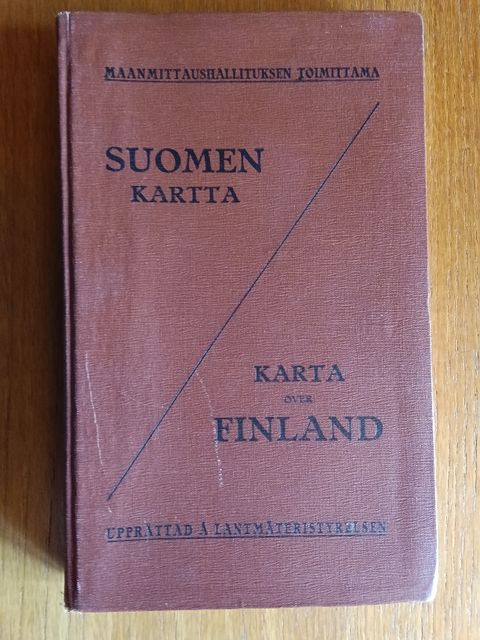 MAANMITTAUSHALLITUKSEN TOIMITTAMA
SUOMEN
KARTTA
KARTA
ÖVER
FINLAND
UPPRÄTTAD Å LANTMÄTERISTYRELSEN